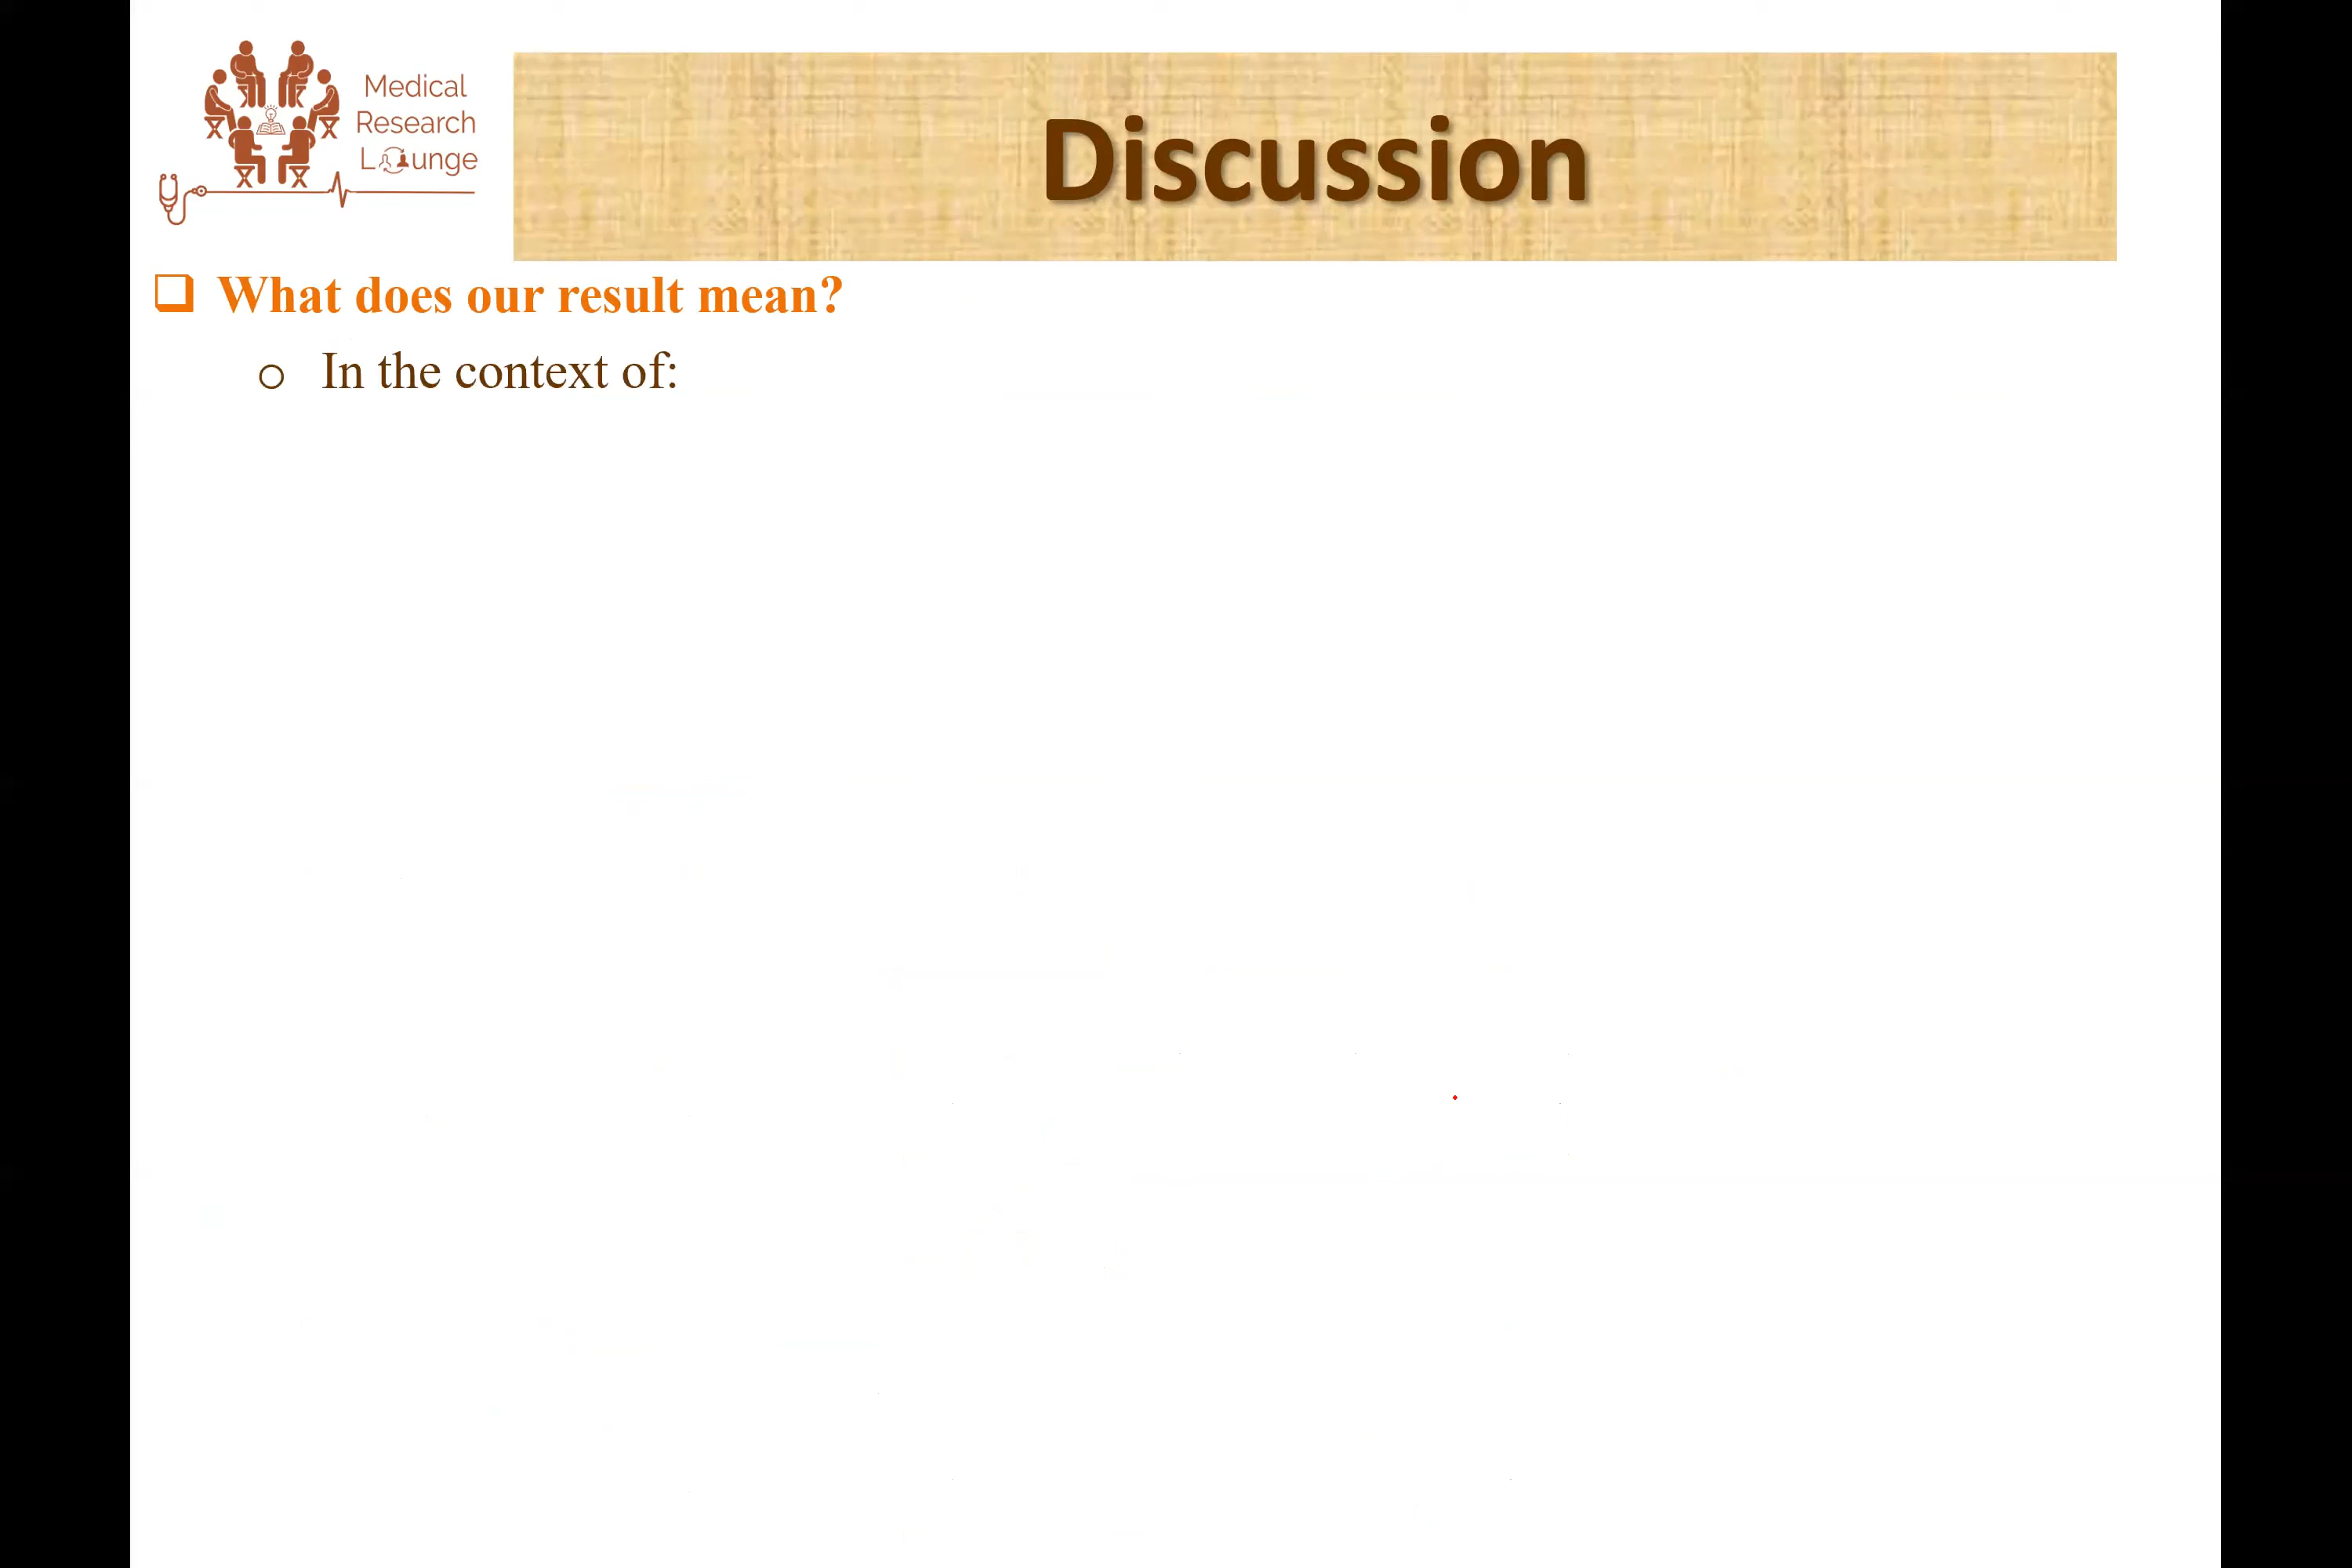 Medical
Research
Lounge
Discussion
What does our result mean?
In the context of: